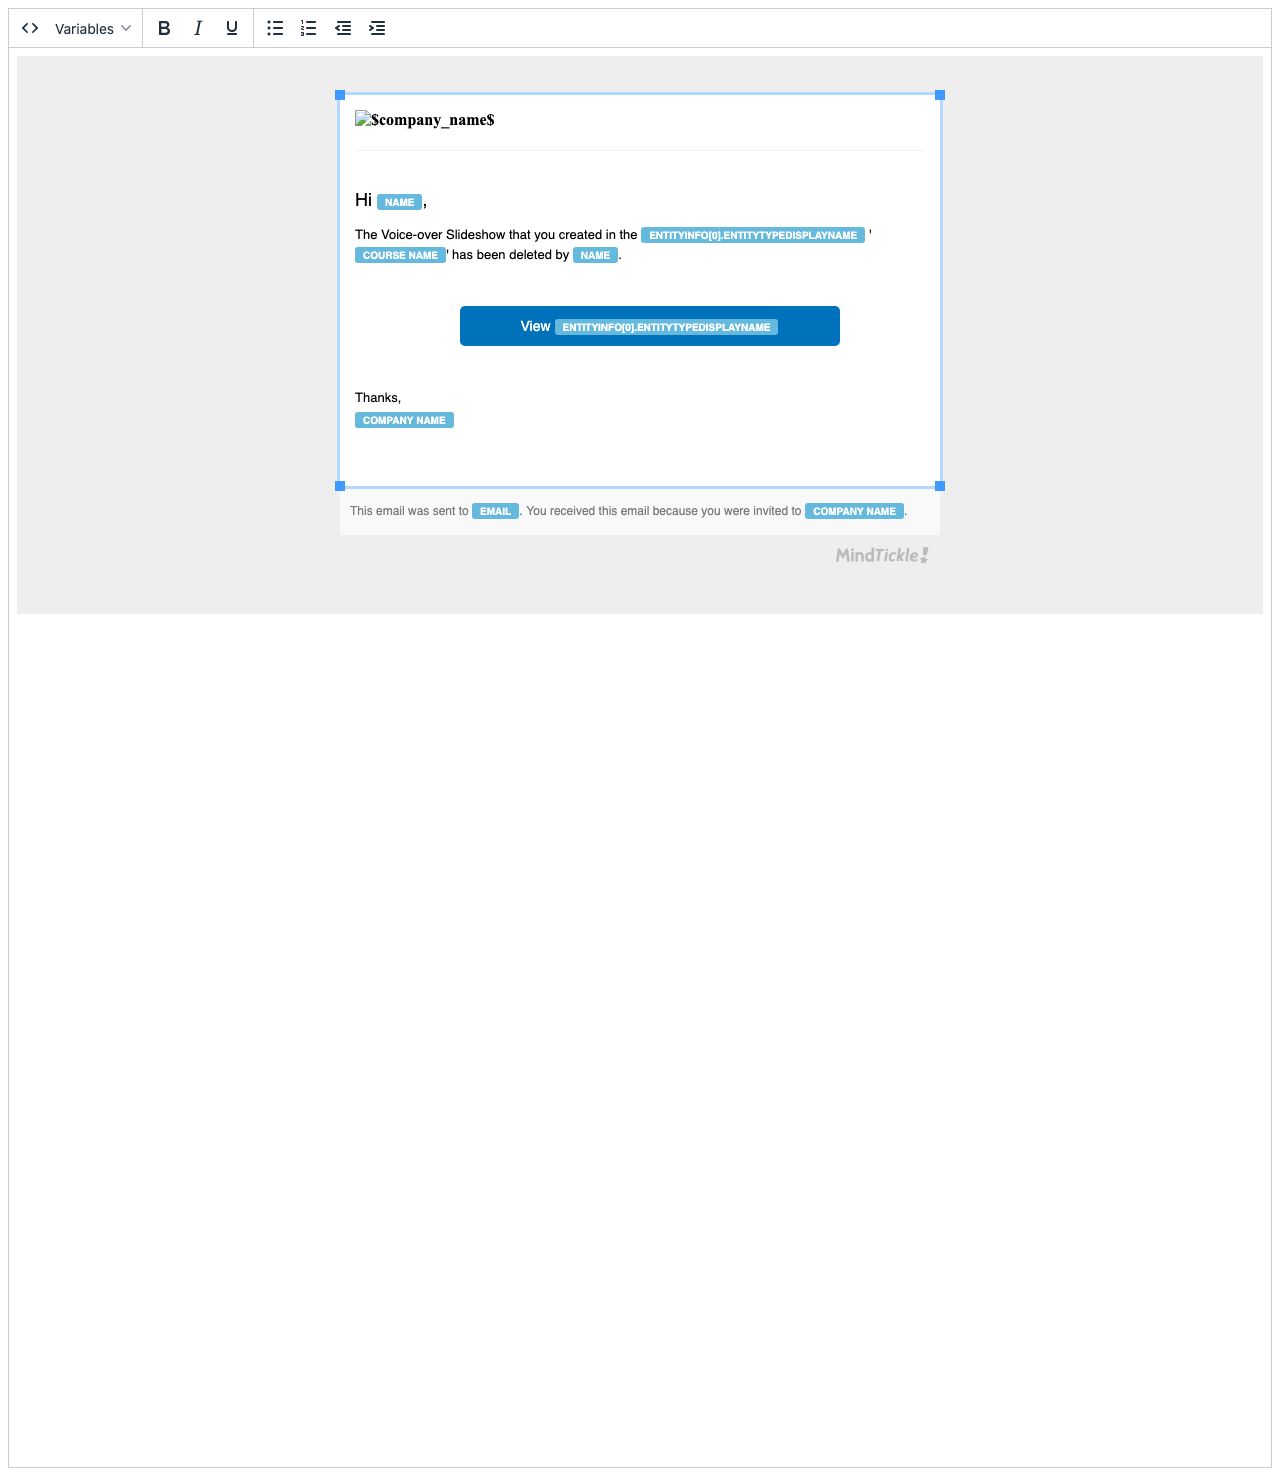 Variables B I U
$company_name$
Hi NAME ,
The Voice-over Slideshow that you created in the ENTITYINFO[0].ENTITYTYPEDISPLAYNAME '
COURSE NAME ' has been deleted by NAME .
View ENTITYINFO[0].ENTITYTYPEDISPLAYNAME
Thanks,
COMPANY NAME
This email was sent to EMAIL . You received this email because you were invited to COMPANY NAME .
MindTickle!